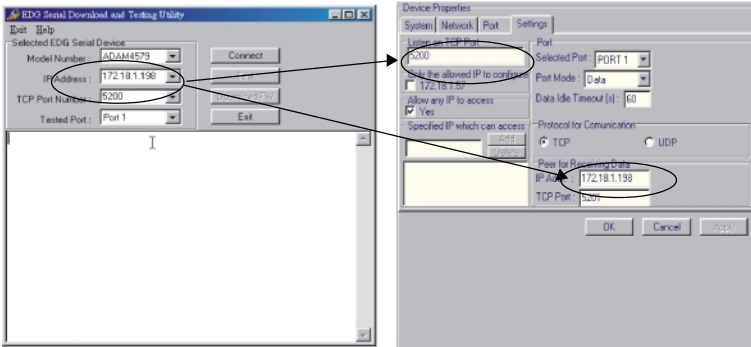 EDG Serial Download and Testing Utility
Exit Help
Selected EDG Serial Device
Model Number : ADAM4579
IP Address : 172.18.1.198
TCP Port Number : 5200
Tested Port : Port 1
Connect
Exit
Device Properties
System Network Port Settings
Listen on TCP Port
5200
Only the allowed IP to configure
172.18.1.67
Allow any IP to access
Yes
Specified IP which can access
Add
Delete
Port
Selected Port : PORT 1
Port Mode : Data
Data Idle Timeout (s) : 60
Protocol for Comunication
TCP UDP
Peer for Receiving Data
IP 172.18.1.198
TCP Port : 5201
OK Cancel Apply